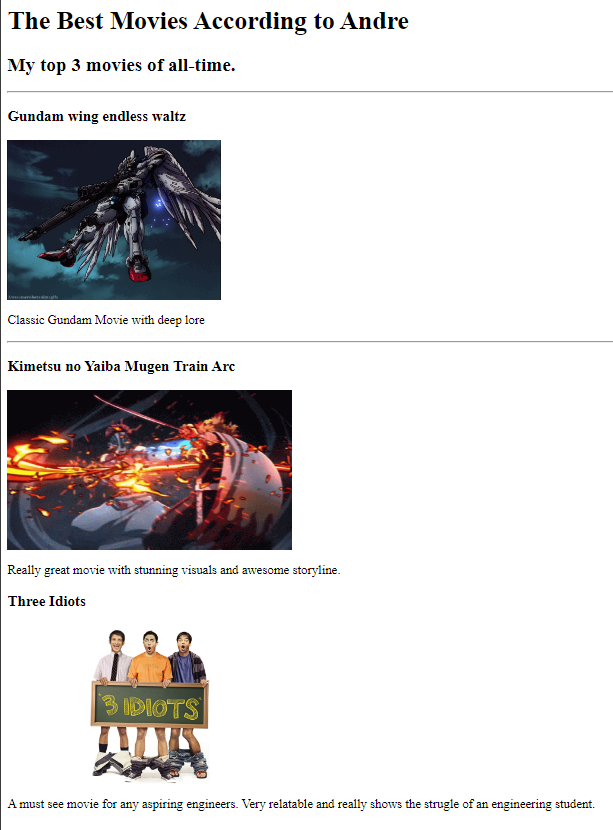 The Best Movies According to Andre
My top 3 movies of all-time.
Gundam wing endless waltz
Classic Gundam Movie with deep lore
Kimetsu no Yaiba Mugen Train Arc
Really great movie with stunning visuals and awesome storyline.
Three Idiots
3 IDIOTS
A must see movie for any aspiring engineers. Very relatable and really shows the strugle of an engineering student.